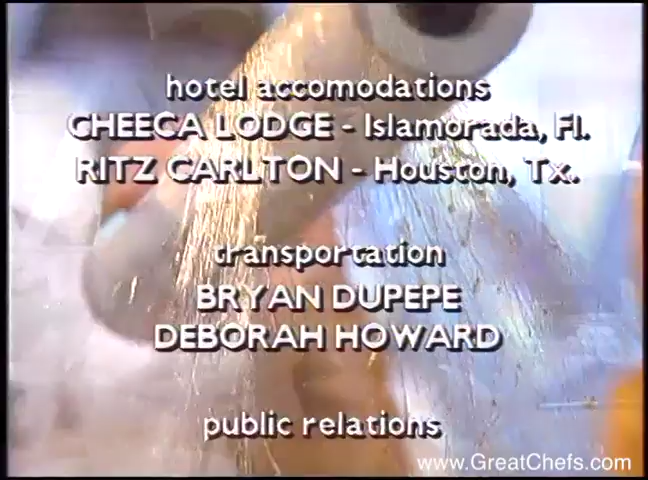 hotel accomodations
CHEECA LODGE - Islamorada, Fl.
RITZ CARLTON - Houston, Tx.
transportation
BRYAN DUPEPE
DEBORAH HOWARD
public relations
www.GreatChefs.com